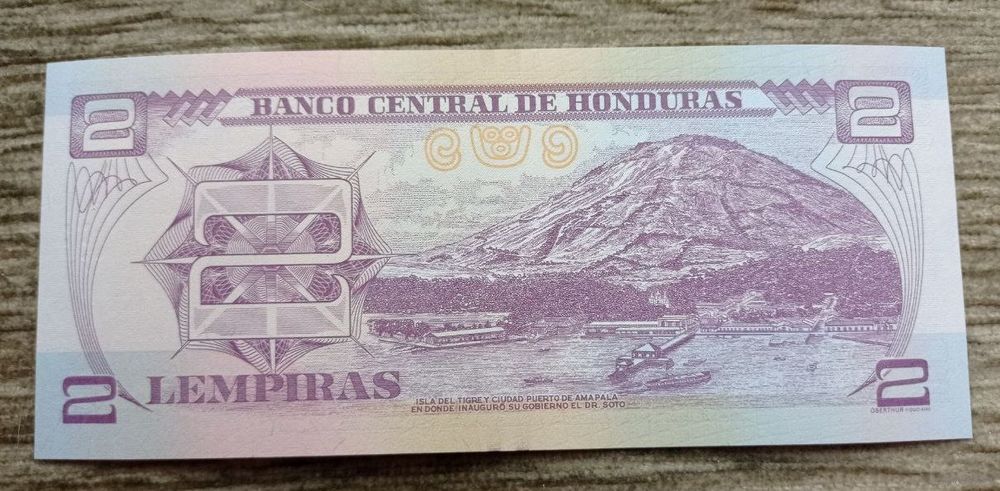 2
BANCO CENTRAL DE HONDURAS
2
2
2
LEMPIRAS
ISLA DEL TIGRE Y CIUDAD PUERTO DE AMAPALA
EN DONDE INAUGURÓ SU GOBIERNO EL DR. SOTO
2
OBERTHUR